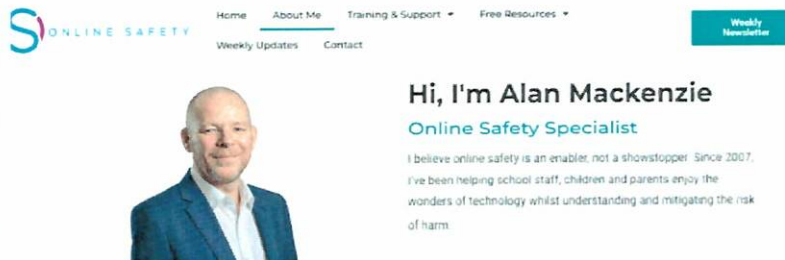 ONLINE SAFETY
Home About Me Training & Support Free Resources
Weekly Updates Contact
Weekly
Newsletter
Hi, I'm Alan Mackenzie
Online Safety Specialist
I believe online safety is an enabler, not a showstopper. Since 2007,
I've been helping school staff, children and parents enjoy the
wonders of technology whilst understanding and mitigating the risk
of harm.